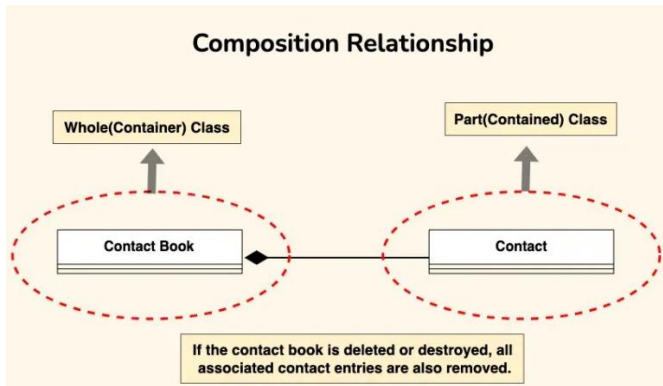 Composition Relationship
Whole(Container) Class
Part(Contained) Class
Contact Book
Contact
If the contact book is deleted or destroyed, all
associated contact entries are also removed.